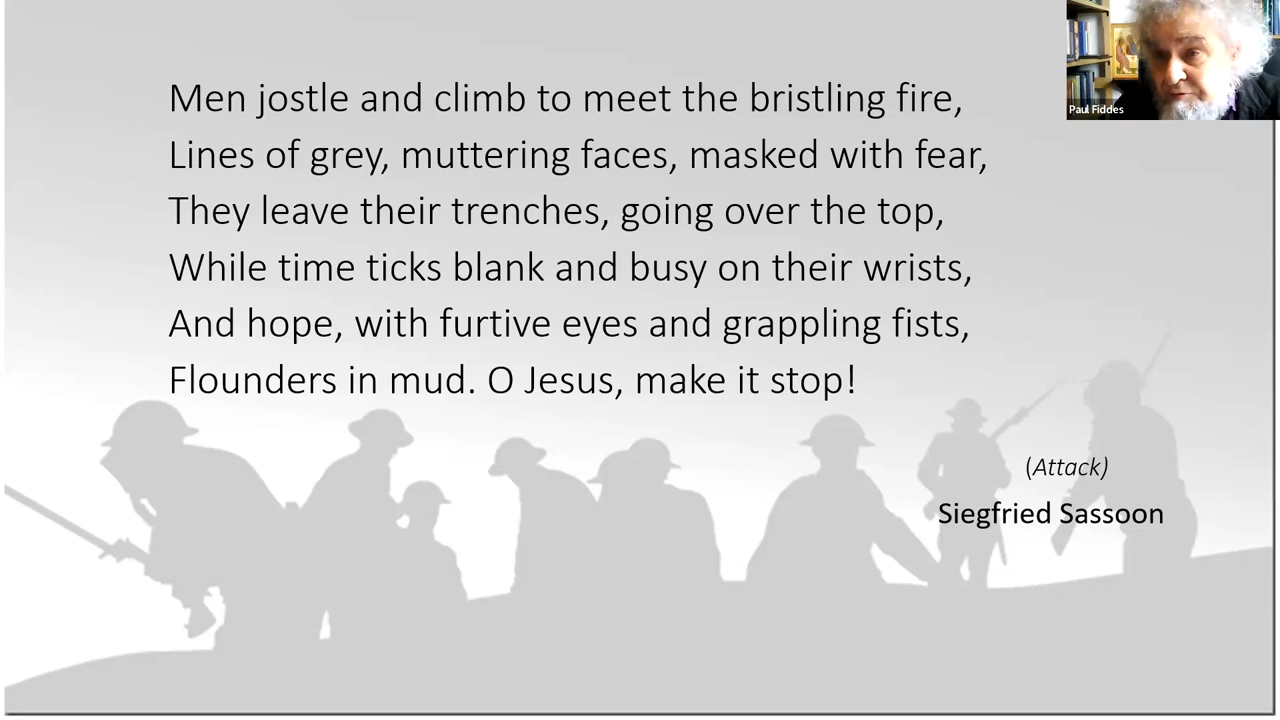 Men jostle and climb to meet the bristling fire,
Lines of grey, muttering faces, masked with fear,
They leave their trenches, going over the top,
While time ticks blank and busy on their wrists,
And hope, with furtive eyes and grappling fists,
Flounders in mud. O Jesus, make it stop!
(Attack)
Siegfried Sassoon
Paul Fiddes